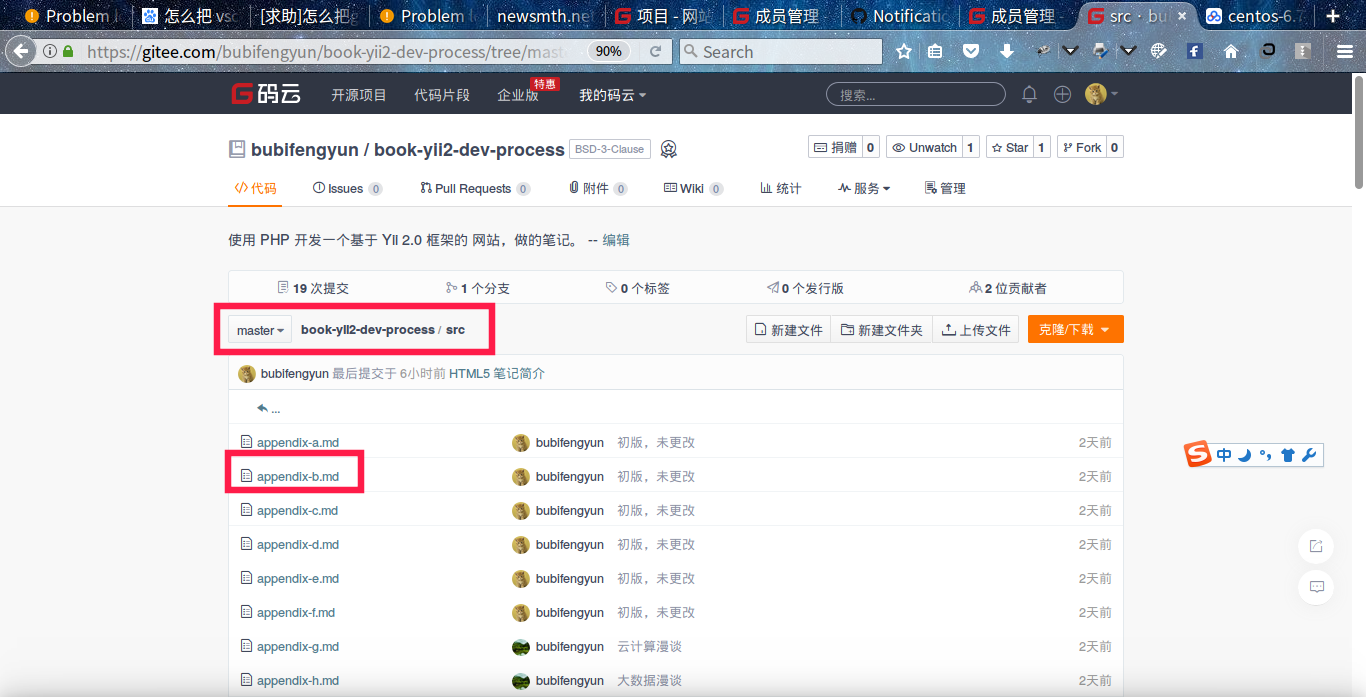 Problem lo
怎么把 vsc
[求助]怎么把g
Problem lo
newsmth.net
项目 - 网站
成员管理
Notificatio
成员管理 -
src · bu
centos-6.7
https://gitee.com/bubifengyun/book-yii2-dev-process/tree/mast
90%
Search
码云
开源项目
代码片段
企业版
特惠
我的码云
搜索...
bubifengyun / book-yii2-dev-process
BSD-3-Clause
捐赠 0
Unwatch 1
Star 1
Fork 0
代码
Issues 0
Pull Requests 0
附件 0
Wiki 0
统计
服务
管理
使用 PHP 开发一个基于 Yii 2.0 框架的 网站，做的笔记。 -- 编辑
19 次提交
1 个分支
0 个标签
0 个发行版
2 位贡献者
master
book-yii2-dev-process / src
新建文件
新建文件夹
上传文件
克隆/下载
bubifengyun 最后提交于 6小时前 HTML5 笔记简介
...
appendix-a.md bubifengyun 初版，未更改 2天前
appendix-b.md bubifengyun 初版，未更改 2天前
appendix-c.md bubifengyun 初版，未更改 2天前
appendix-d.md bubifengyun 初版，未更改 2天前
appendix-e.md bubifengyun 初版，未更改 2天前
appendix-f.md bubifengyun 初版，未更改 2天前
appendix-g.md bubifengyun 云计算漫谈 2天前
appendix-h.md bubifengyun 大数据漫谈 2天前
中